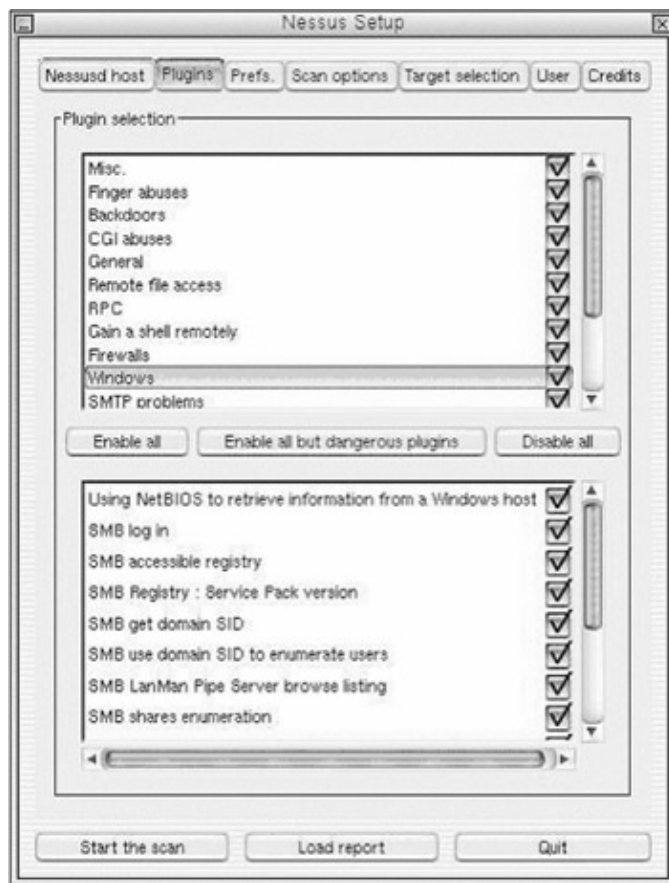 Nessus Setup
Nessusd host Plugins Prefs. Scan options Target selection User Credits
Plugin selection
Misc.
Finger abuses
Backdoors
CGI abuses
General
Remote file access
RPC
Gain a shell remotely
Firewalls
Windows
SMTP problems
Enable all Enable all but dangerous plugins Disable all
Using NetBIOS to retrieve information from a Windows host
SMB log in
SMB accessible registry
SMB Registry : Service Pack version
SMB get domain SID
SMB use domain SID to enumerate users
SMB LanMan Pipe Server browse listing
SMB shares enumeration
Start the scan Load report Quit